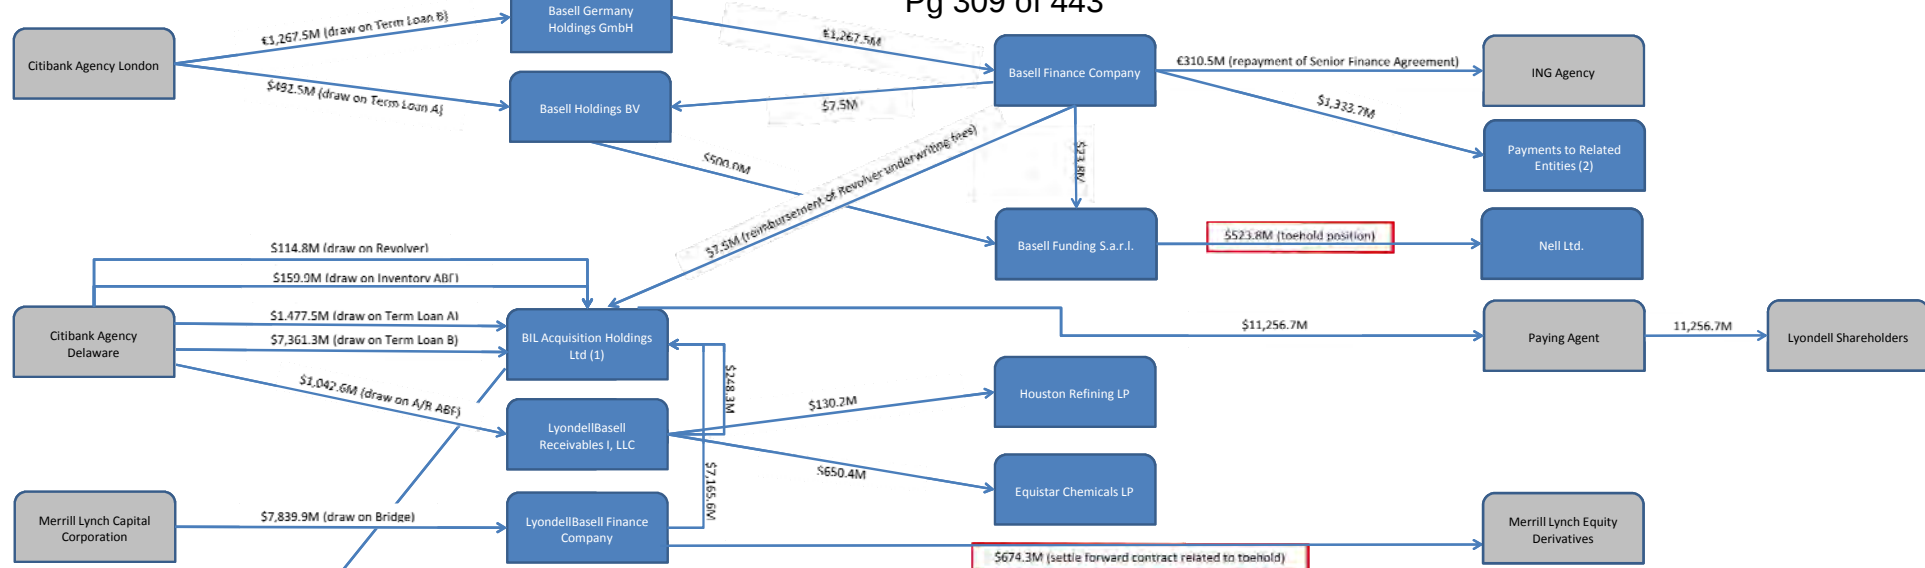 Pg 309 of 443
Basell Germany
Holdings GmbH
€1,267.5M (draw on Term Loan B)
€1,267.5M
Citibank Agency London
Basell Finance Company
€310.5M (repayment of Senior Finance Agreement)
ING Agency
$492.5M (draw on Term Loan A)
Basell Holdings BV
$7.5M
$1,333.7M
Payments to Related
Entities (2)
$500.0M
$7.5M (reimbursement of Revolver underwriting fees)
$23.8M
Basell Funding S.a.r.l.
$523.8M (toehold position)
Nell Ltd.
$114.8M (draw on Revolver)
$159.9M (draw on Inventory ABF)
Citibank Agency
Delaware
$1.477.5M (draw on Term Loan A)
$7,361.3M (draw on Term Loan B)
BIL Acquisition Holdings
Ltd (1)
$11,256.7M
Paying Agent
11,256.7M
Lyondell Shareholders
$1,042.6M (draw on A/R ABF)
$248.3M
LyondellBasell
Receivables I, LLC
$130.2M
Houston Refining LP
$650.4M
Equistar Chemicals LP
$7,165.6M
Merrill Lynch Capital
Corporation
$7,839.9M (draw on Bridge)
LyondellBasell Finance
Company
$674.3M (settle forward contract related to toehold)
Merrill Lynch Equity
Derivatives